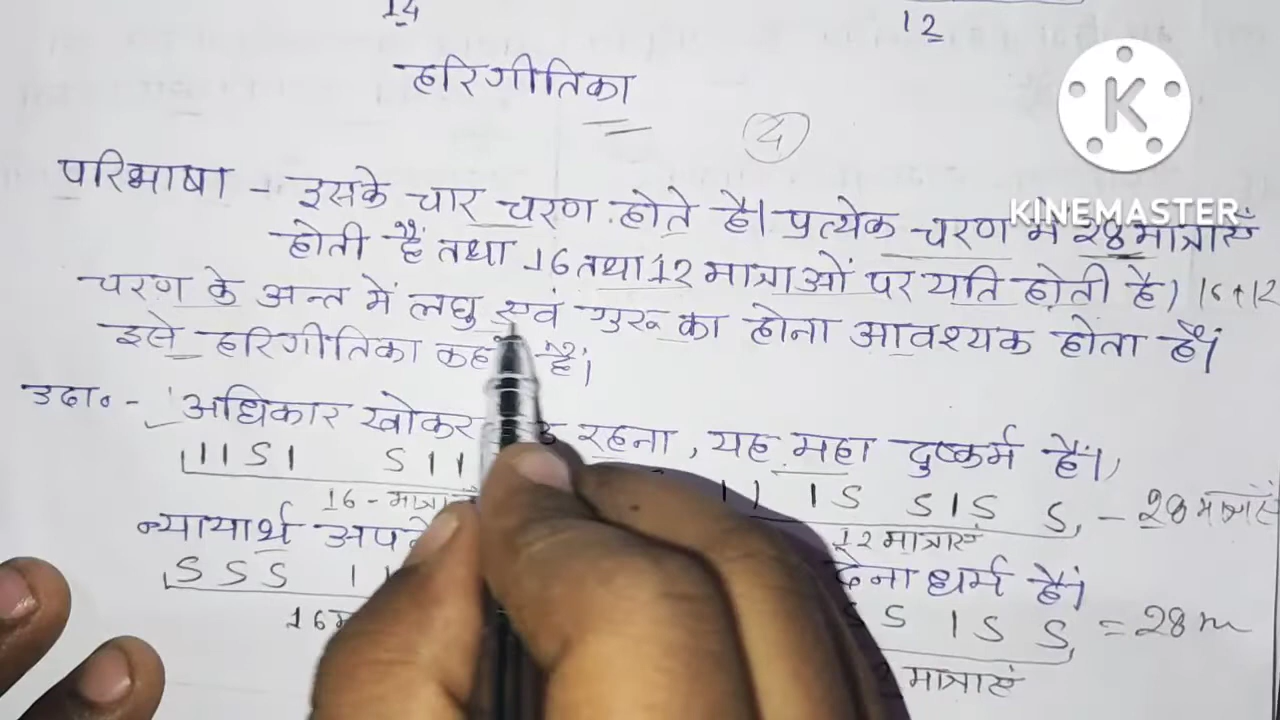 14
12
हरिगीतिका
4
K
KINEMASTER
परिभाषा - इसके चार चरण होते है। प्रत्येक चरण में 28 मात्राएँ
होती हैं तथा 16 तथा 12 मात्राओं पर यति होती है) 16+12
चरण के अन्त में लघु एवं गुरू का होना आवश्यक होता है।
इसे हरिगीतिका कहते हैं।
उदा॰ - अधिकार खोकर रहना, यह महा दुष्कर्म है।
।।ऽ। ऽ।। ।। ।ऽ ऽ।ऽ ऽ, - 28 मात्राएँ
16 - मात्राएँ 12 मात्राएँ
न्यायार्थ अपने देना धर्म है।
ऽऽऽ ।। ऽ ऽ ।ऽ ऽ, = 28 m
16 मात्राएं